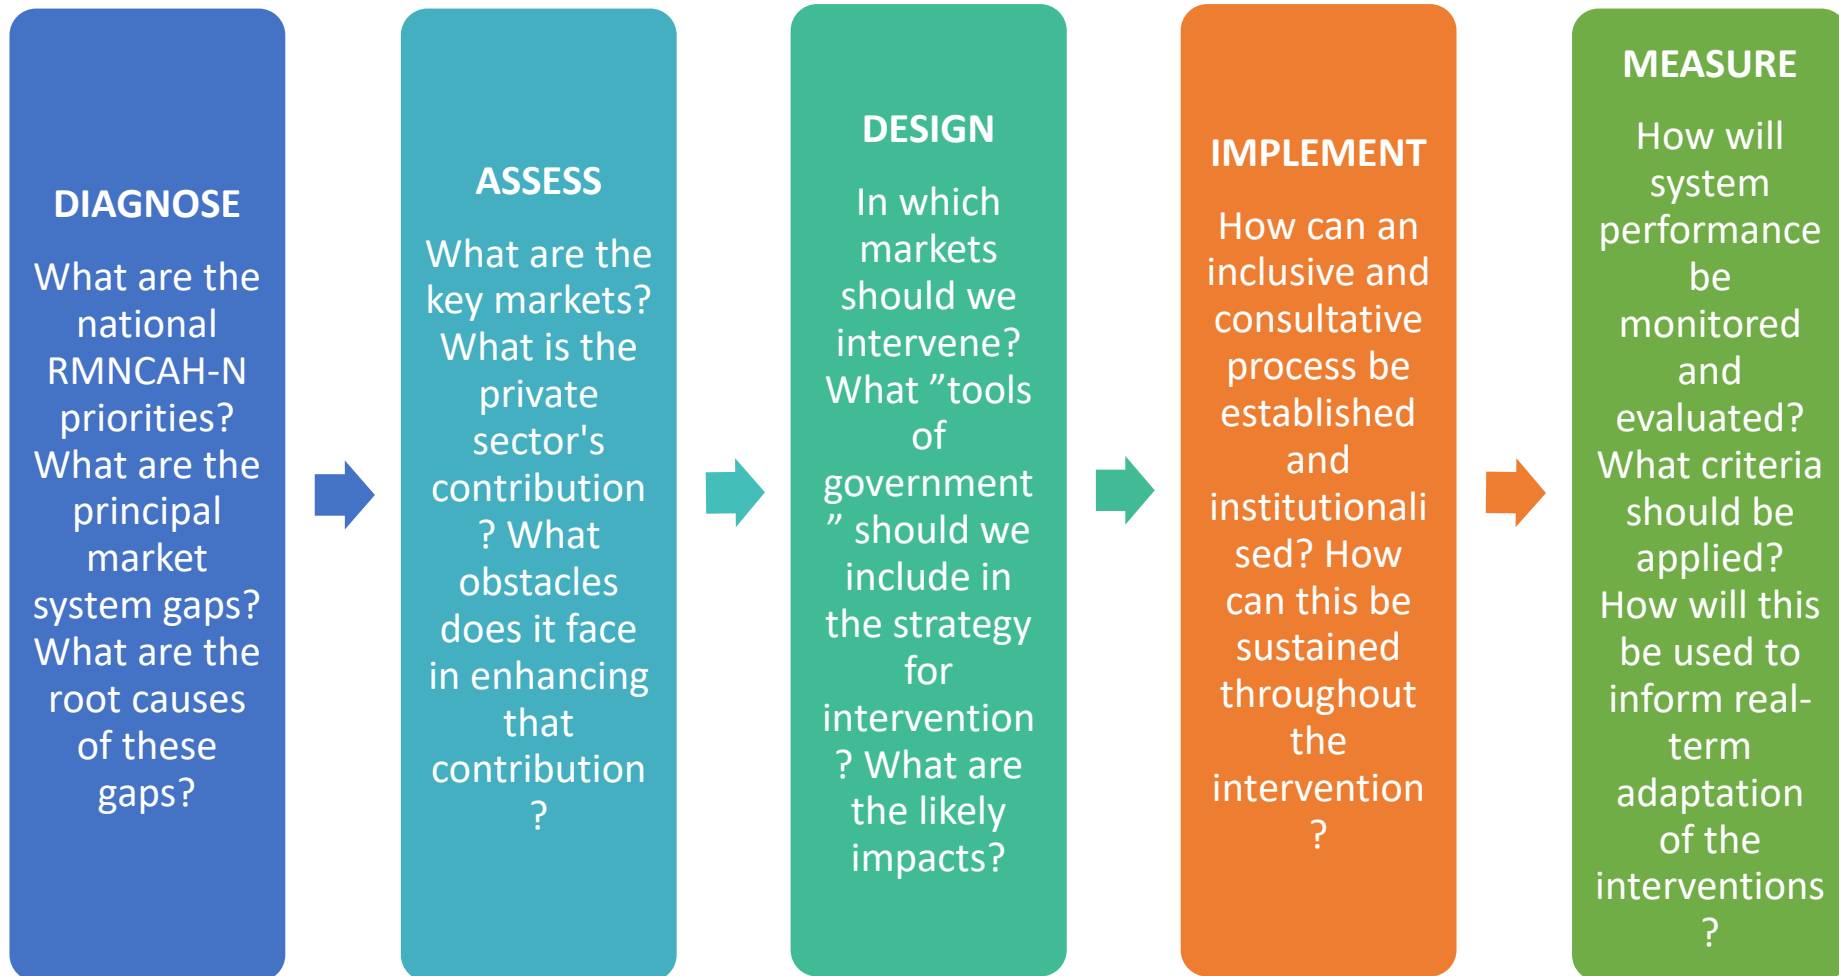 DIAGNOSE
What are the
national
RMNCAH-N
priorities?
What are the
principal
market
system gaps?
What are the
root causes
of these
gaps?
ASSESS
What are the
key markets?
What is the
private
sector's
contribution
? What
obstacles
does it face
in enhancing
that
contribution
?
DESIGN
In which
markets
should we
intervene?
What ”tools
of
government
” should we
include in
the strategy
for
intervention
? What are
the likely
impacts?
IMPLEMENT
How can an
inclusive and
consultative
process be
established
and
institutionali
sed? How
can this be
sustained
throughout
the
intervention
?
MEASURE
How will
system
performance
be
monitored
and
evaluated?
What criteria
should be
applied?
How will this
be used to
inform real-
term
adaptation
of the
interventions
?